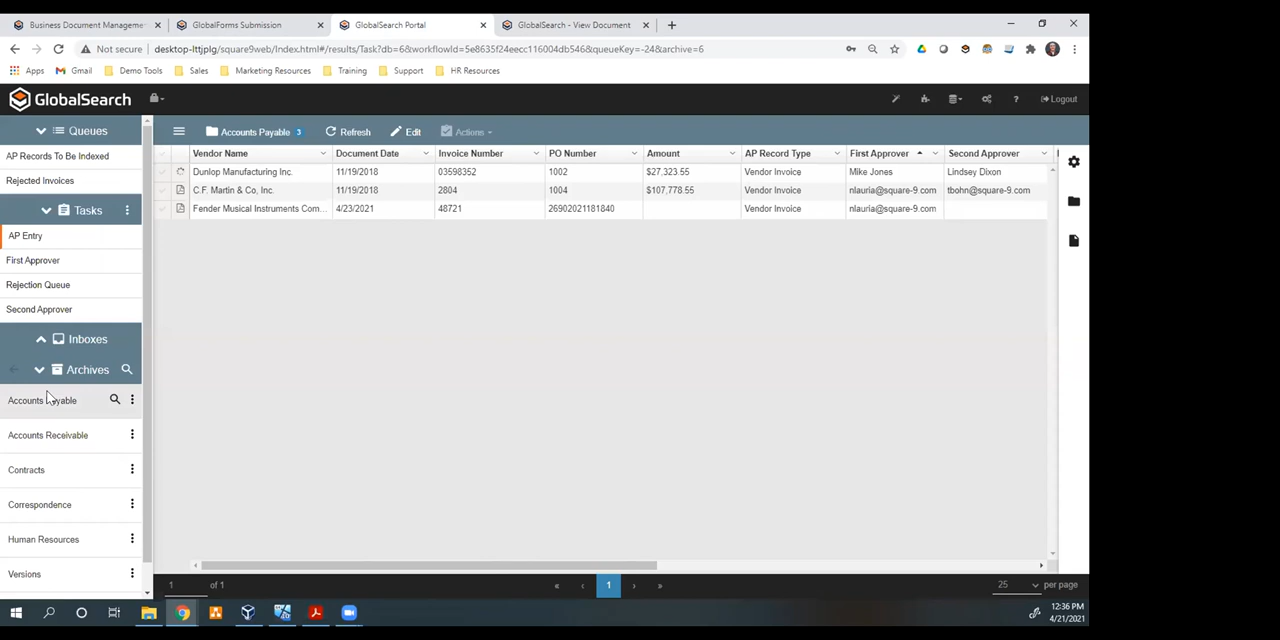 Business Document Manageme
GlobalForms Submission
GlobalSearch Portal
GlobalSearch - View Document
Not secure
desktop-lttjplg/square9web/Index.html#/results/Task?db=6&workflowId=5e8635f24eecc116004db546&queueKey=-24&archive=6
Apps
Gmail
Demo Tools
Sales
Marketing Resources
Training
Support
HR Resources
GlobalSearch
Logout
Queues
AP Records To Be Indexed
Rejected Invoices
Tasks
AP Entry
First Approver
Rejection Queue
Second Approver
Inboxes
Archives
Accounts Payable
Accounts Receivable
Contracts
Correspondence
Human Resources
Versions
Accounts Payable 3
Refresh
Edit
Actions
Vendor Name Document Date Invoice Number PO Number Amount AP Record Type First Approver Second Approver
Dunlop Manufacturing Inc. 11/19/2018 03598352 1002 $27,323.55 Vendor Invoice Mike Jones Lindsey Dixon
C.F. Martin & Co, Inc. 11/19/2018 2804 1004 $107,778.55 Vendor Invoice nlauria@square-9.com tbohn@square-9.com
Fender Musical Instruments Com... 4/23/2021 48721 26902021181840 Vendor Invoice nlauria@square-9.com
1 of 1
« ‹ 1 › »
25 per page
12:36 PM
4/21/2021